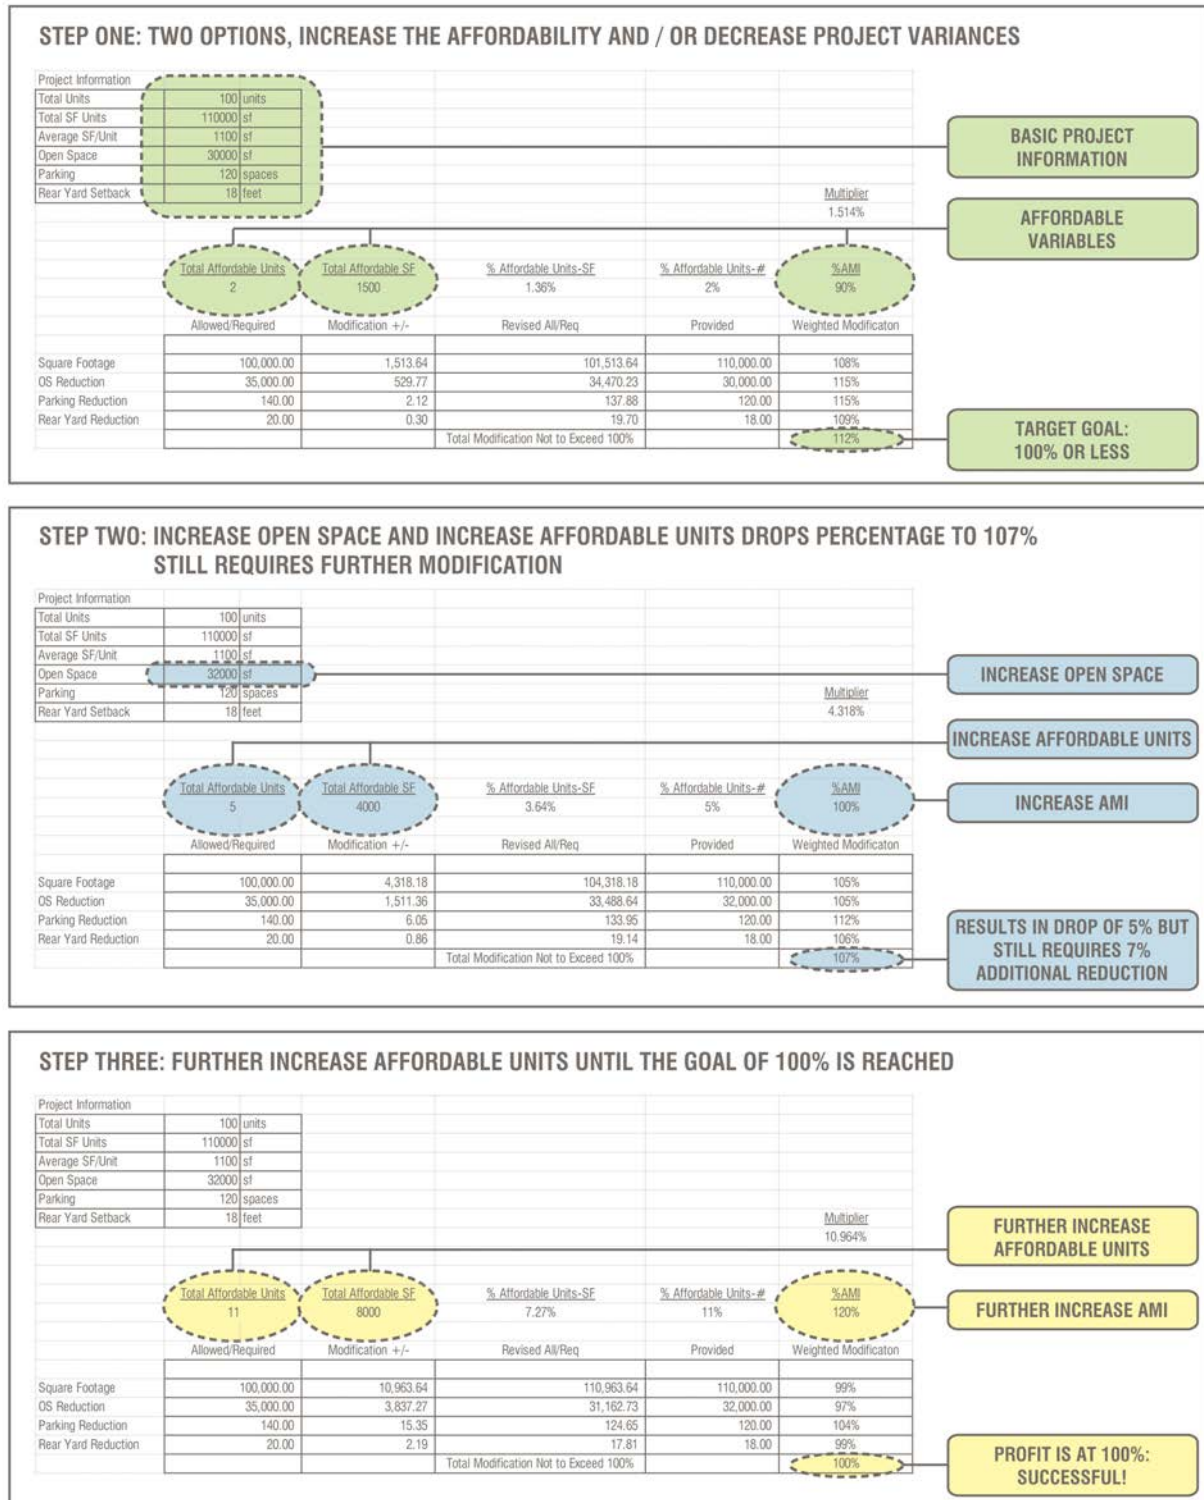 STEP ONE: TWO OPTIONS, INCREASE THE AFFORDABILITY AND / OR DECREASE PROJECT VARIANCES
Project Information
Total Units 100 units
Total SF Units 110000 sf
Average SF/Unit 1100 sf
Open Space 30000 sf
Parking 120 spaces
Rear Yard Setback 18 feet
BASIC PROJECT
INFORMATION
Multiplier
1.514%
AFFORDABLE
VARIABLES
Total Affordable Units Total Affordable SF % Affordable Units-SF % Affordable Units-# %AMI
2 1500 1.36% 2% 90%
Allowed/Required Modification +/- Revised All/Req Provided Weighted Modificaton
Square Footage 100,000.00 1,513.64 101,513.64 110,000.00 108%
OS Reduction 35,000.00 529.77 34,470.23 30,000.00 115%
Parking Reduction 140.00 2.12 137.88 120.00 115%
Rear Yard Reduction 20.00 0.30 19.70 18.00 109%
Total Modification Not to Exceed 100% 112%
TARGET GOAL:
100% OR LESS
STEP TWO: INCREASE OPEN SPACE AND INCREASE AFFORDABLE UNITS DROPS PERCENTAGE TO 107%
STILL REQUIRES FURTHER MODIFICATION
Project Information
Total Units 100 units
Total SF Units 110000 sf
Average SF/Unit 1100 sf
Open Space 32000 sf
Parking 120 spaces
Rear Yard Setback 18 feet
INCREASE OPEN SPACE
Multiplier
4.318%
INCREASE AFFORDABLE UNITS
Total Affordable Units Total Affordable SF % Affordable Units-SF % Affordable Units-# %AMI
5 4000 3.64% 5% 100%
INCREASE AMI
Allowed/Required Modification +/- Revised All/Req Provided Weighted Modificaton
Square Footage 100,000.00 4,318.18 104,318.18 110,000.00 105%
OS Reduction 35,000.00 1,511.36 33,488.64 32,000.00 105%
Parking Reduction 140.00 6.05 133.95 120.00 112%
Rear Yard Reduction 20.00 0.86 19.14 18.00 106%
Total Modification Not to Exceed 100% 107%
RESULTS IN DROP OF 5% BUT
STILL REQUIRES 7%
ADDITIONAL REDUCTION
STEP THREE: FURTHER INCREASE AFFORDABLE UNITS UNTIL THE GOAL OF 100% IS REACHED
Project Information
Total Units 100 units
Total SF Units 110000 sf
Average SF/Unit 1100 sf
Open Space 32000 sf
Parking 120 spaces
Rear Yard Setback 18 feet
Multiplier
10.964%
FURTHER INCREASE
AFFORDABLE UNITS
Total Affordable Units Total Affordable SF % Affordable Units-SF % Affordable Units-# %AMI
11 8000 7.27% 11% 120%
FURTHER INCREASE AMI
Allowed/Required Modification +/- Revised All/Req Provided Weighted Modificaton
Square Footage 100,000.00 10,963.64 110,963.64 110,000.00 99%
OS Reduction 35,000.00 3,837.27 31,162.73 32,000.00 97%
Parking Reduction 140.00 15.35 124.65 120.00 104%
Rear Yard Reduction 20.00 2.19 17.81 18.00 99%
Total Modification Not to Exceed 100% 100%
PROFIT IS AT 100%:
SUCCESSFUL!